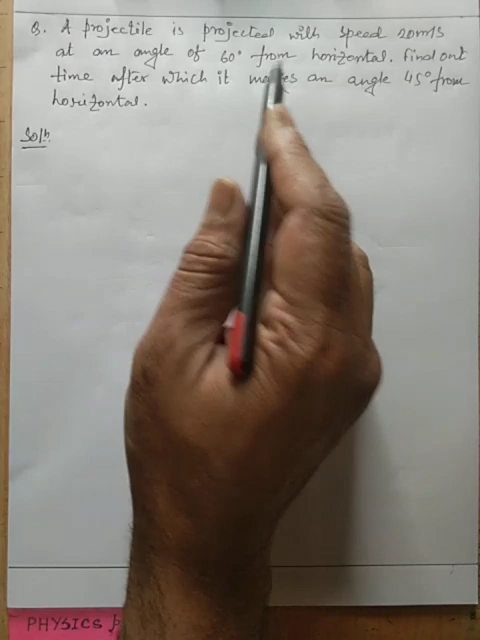 Q. A projectile is projected with speed 20m/s
at an angle of 60° from horizontal. Find out
time after which it makes an angle 45° from
horizontal.
Soln.
PHYSICS